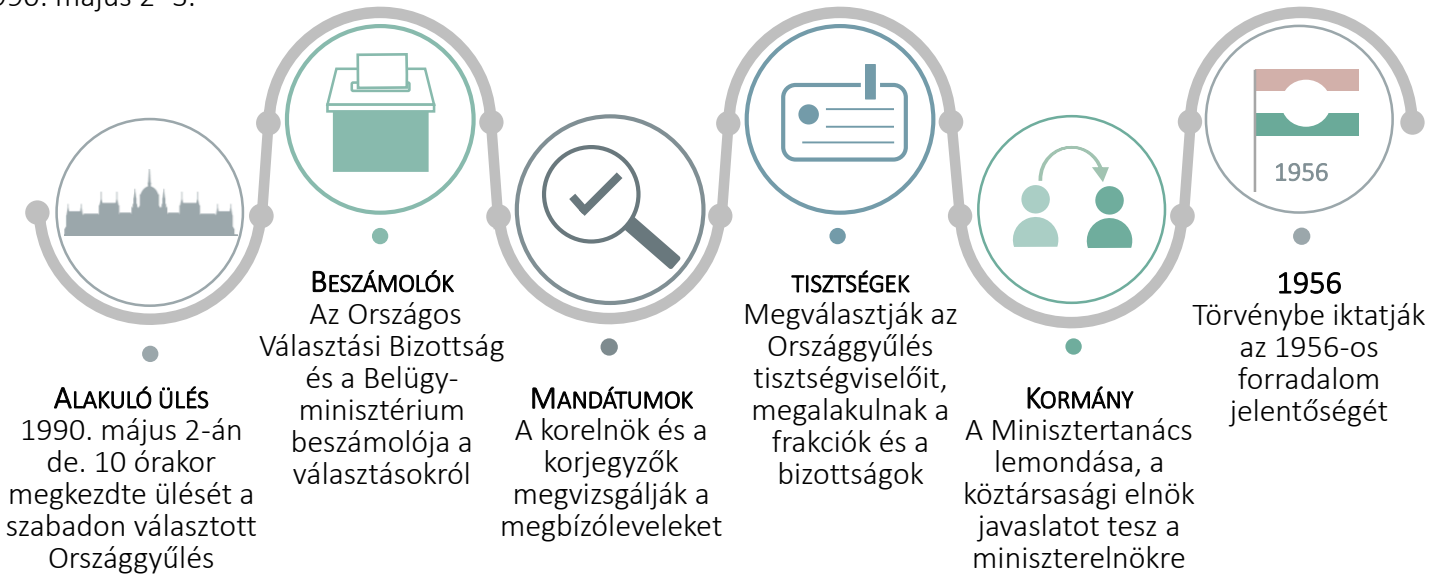 1990. május 2–3.
ALAKULÓ ÜLÉS
1990. május 2-án
de. 10 órakor
megkezdte ülését a
szabadon választott
Országgyűlés
BESZÁMOLÓK
Az Országos
Választási Bizottság
és a Belügy-
minisztérium
beszámolója a
választásokról
MANDÁTUMOK
A korelnök és a
korjegyzők
megvizsgálják a
megbízóleveleket
TISZTSÉGEK
Megválasztják az
Országgyűlés
tisztségviselőit,
megalakulnak a
frakciók és a
bizottságok
KORMÁNY
A Minisztertanács
lemondása, a
köztársasági elnök
javaslatot tesz a
miniszterelnökre
1956
1956
Törvénybe iktatják
az 1956-os
forradalom
jelentőségét